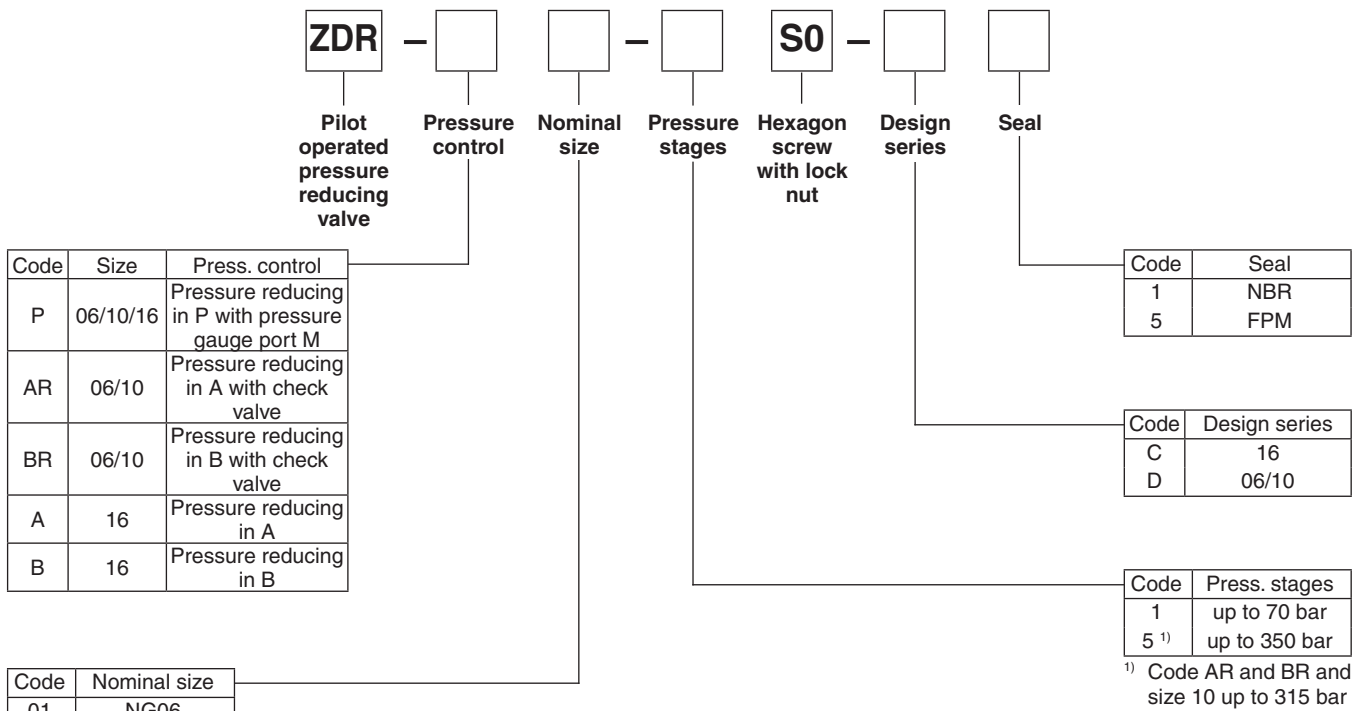 ZDR – – S0 –
Pilot operated pressure reducing valve
Pressure control
Nominal size
Pressure stages
Hexagon screw with lock nut
Design series
Seal
Code Size Press. control
P 06/10/16 Pressure reducing in P with pressure gauge port M
AR 06/10 Pressure reducing in A with check valve
BR 06/10 Pressure reducing in B with check valve
A 16 Pressure reducing in A
B 16 Pressure reducing in B
Code Seal
1 NBR
5 FPM
Code Design series
C 16
D 06/10
Code Press. stages
1 up to 70 bar
5 1) up to 350 bar
1) Code AR and BR and
size 10 up to 315 bar
Code Nominal size
01 NG06